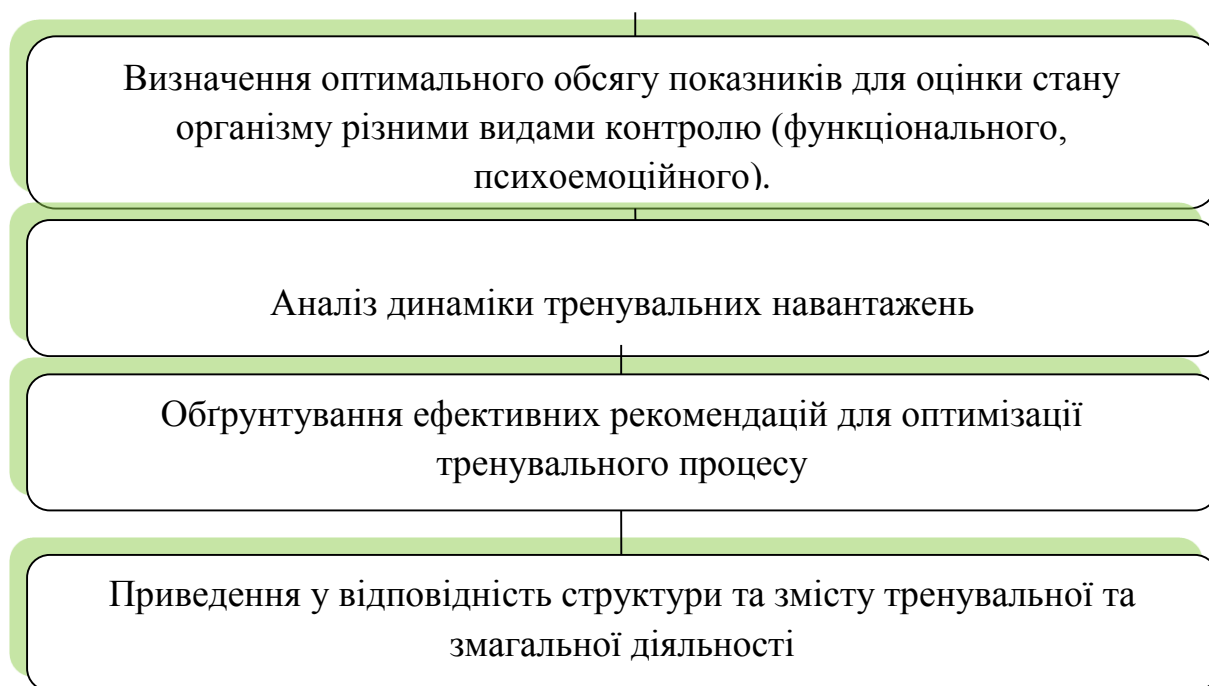 Визначення оптимального обсягу показників для оцінки стану
організму різними видами контролю (функціонального,
психоемоційного).
Аналіз динаміки тренувальних навантажень
Обґрунтування ефективних рекомендацій для оптимізації
тренувального процесу
Приведення у відповідність структури та змісту тренувальної та
змагальної діяльності